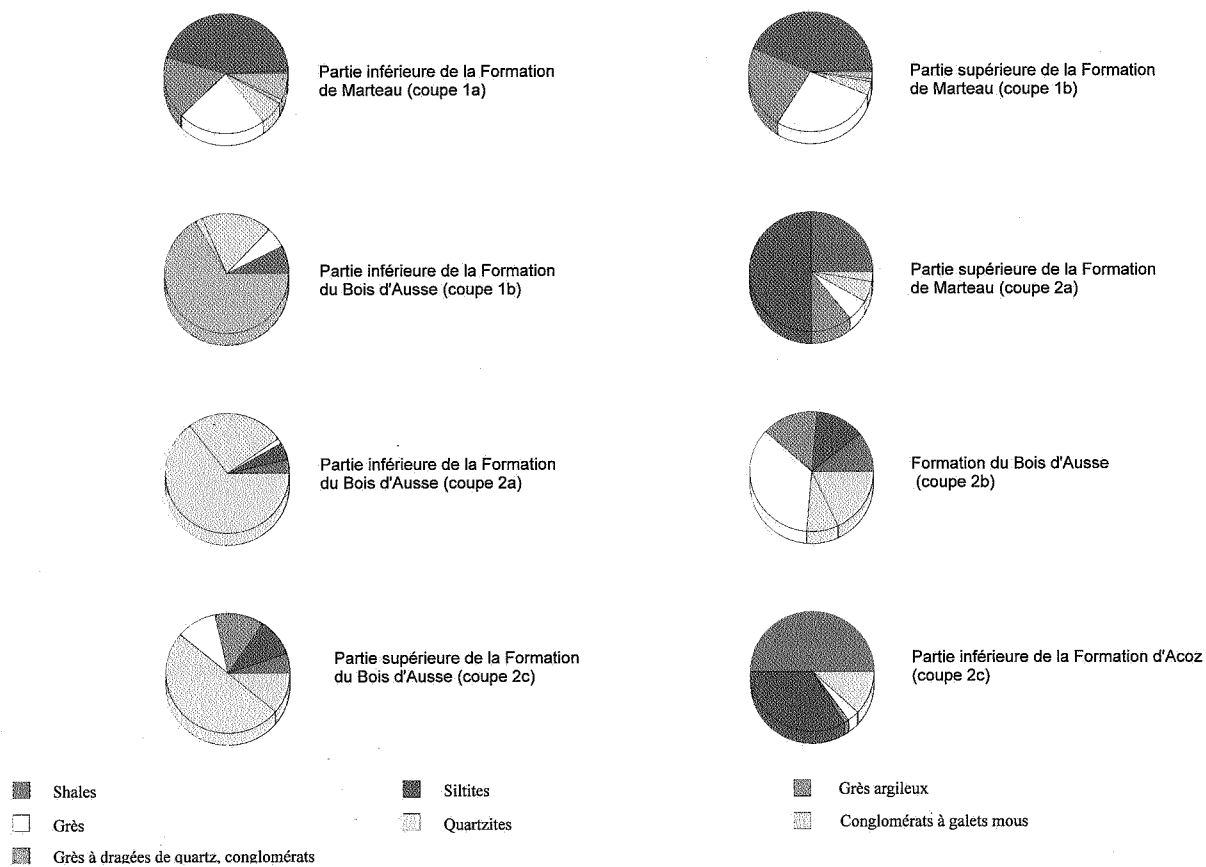 Partie inférieure de la Formation
de Marteau (coupe 1a)
Partie supérieure de la Formation
de Marteau (coupe 1b)
Partie inférieure de la Formation
du Bois d'Ausse (coupe 1b)
Partie supérieure de la Formation
de Marteau (coupe 2a)
Partie inférieure de la Formation
du Bois d'Ausse (coupe 2a)
Formation du Bois d'Ausse
(coupe 2b)
Partie supérieure de la Formation
du Bois d'Ausse (coupe 2c)
Partie inférieure de la Formation d'Acoz
(coupe 2c)
Shales
Siltites
Grès argileux
Grès
Quartzites
Conglomérats à galets mous
Grès à dragées de quartz, conglomérats